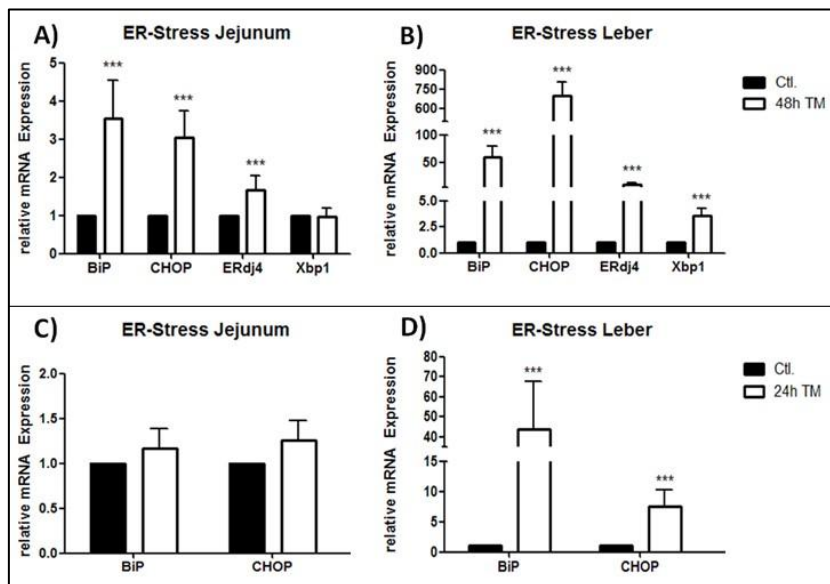 A)
ER-Stress Jejunum
relative mRNA Expression
5
4
3
2
1
0
***
***
***
BiP
CHOP
ERdj4
Xbp1
B)
ER-Stress Leber
relative mRNA Expression
900
750
600
100
50
5.0
2.5
0.0
***
***
***
***
BiP
CHOP
ERdj4
Xbp1
Ctl.
48h TM
C)
ER-Stress Jejunum
relative mRNA Expression
2.0
1.5
1.0
0.5
0.0
BiP
CHOP
D)
ER-Stress Leber
relative mRNA Expression
80
70
60
50
40
30
15
10
5
0
***
***
BiP
CHOP
Ctl.
24h TM